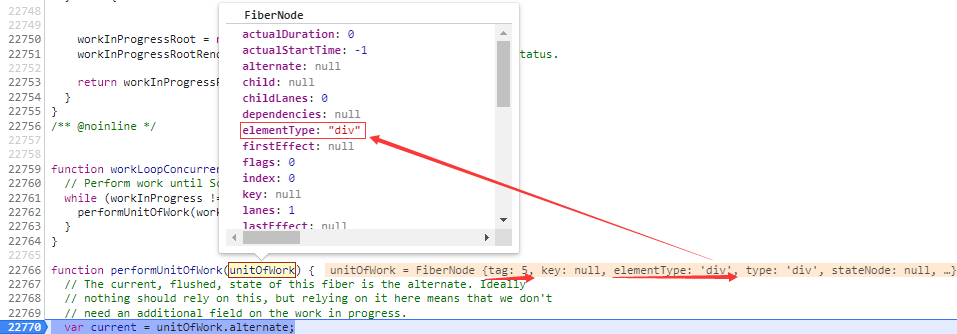 22748
22749
22750 workInProgressRoot = n
22751 workInProgressRootRend tatus.
22752
22753 return workInProgressR
22754 }
22755 }
22756 /** @noinline */
22759 function workLoopConcurre
22760 // Perform work until Sc
22761 while (workInProgress !=
22762 performUnitOfWork(work
22763 }
22764 }
22765
22766 function performUnitOfWork(unitOfWork) { unitOfWork = FiberNode {tag: 5, key: null, elementType: 'div', type: 'div', stateNode: null, …}
22767 // The current, flushed, state of this fiber is the alternate. Ideally
22768 // nothing should rely on this, but relying on it here means that we don't
22769 // need an additional field on the work in progress.
22770 var current = unitOfWork.alternate;
FiberNode
actualDuration: 0
actualStartTime: -1
alternate: null
child: null
childLanes: 0
dependencies: null
elementType: "div"
firstEffect: null
flags: 0
index: 0
key: null
lanes: 1
lastEffect: null